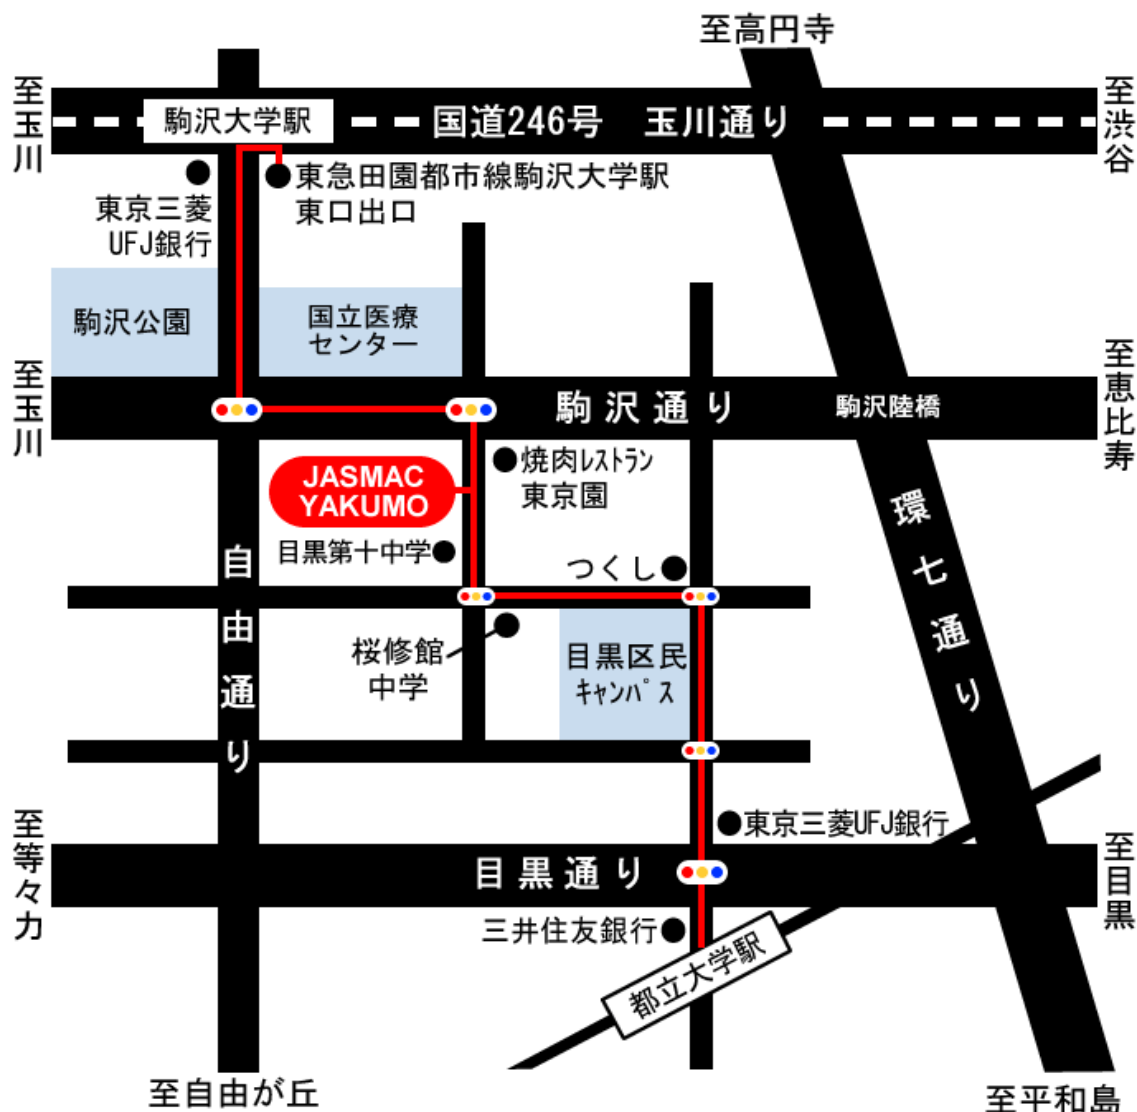 至高円寺
至玉川
駒沢大学駅
国道246号 玉川通り
至渋谷
東急田園都市線駒沢大学駅
東口出口
東京三菱
UFJ銀行
駒沢公園
国立医療
センター
至玉川
駒沢通り
駒沢陸橋
至恵比寿
JASMAC
YAKUMO
焼肉ﾚｽﾄﾗﾝ
東京園
目黒第十中学
つくし
環七通り
自由通り
桜修館
中学
目黒区民
ｷｬﾝﾊﾟｽ
東京三菱UFJ銀行
至等々力
目黒通り
至目黒
三井住友銀行
都立大学駅
至自由が丘
至平和島